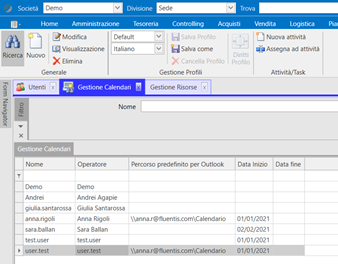 Società Demo Divisione Sede Trova
Home Amministrazione Tesoreria Controlling Acquisti Vendita Logistica Pian
Ricerca Nuovo Modifica Visualizzazione Elimina
Generale
Default Italiano Salva Profilo Salva come Cancella Profilo Diritti Profilo
Gestione Profili
Nuova attività Assegna ad attività
Attività/Task
Form Navigator
Utenti Gestione Calendari Gestione Risorse
Filtro
Nome
Gestione Calendari
Nome Operatore Percorso predefinito per Outlook Data Inizio Data fine
Demo Demo
Andrei Andrei Agapie
giulia.santarossa Giulia Santarossa
anna.rigoli Anna Rigoli \\anna.r@fluentis.com\Calendario 01/01/2021
sara.ballan Sara Ballan 02/02/2021
test.user test.user 01/01/2021
user.test user.test \\anna.r@fluentis.com\Calendario 01/01/2021